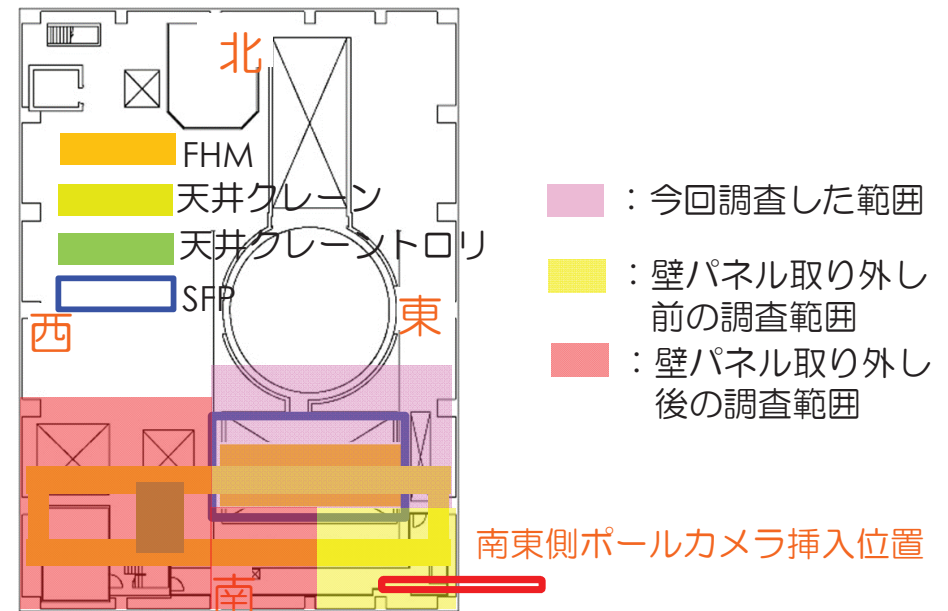 北
FHM
天井クレーン
天井クレーントロリ
SFP
西
東
南
：今回調査した範囲
：壁パネル取り外し
前の調査範囲
：壁パネル取り外し
後の調査範囲
南東側ポールカメラ挿入位置